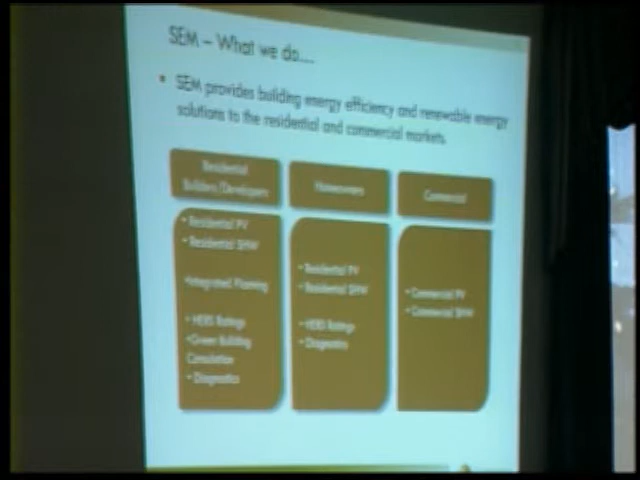 SEM – What we do....
• SEM provides building energy efficiency and renewable energy
solutions to the residential and commercial markets.
Residential
Builders/Developers
• Residential PV
• Residential SHW
•Integrated Planning
• HERS Ratings
•Green Building
Consultation
• Diagnostics
Homeowners
• Residential PV
• Residential SHW
• HERS Ratings
• Diagnostics
Commercial
• Commercial PV
• Commercial SHW